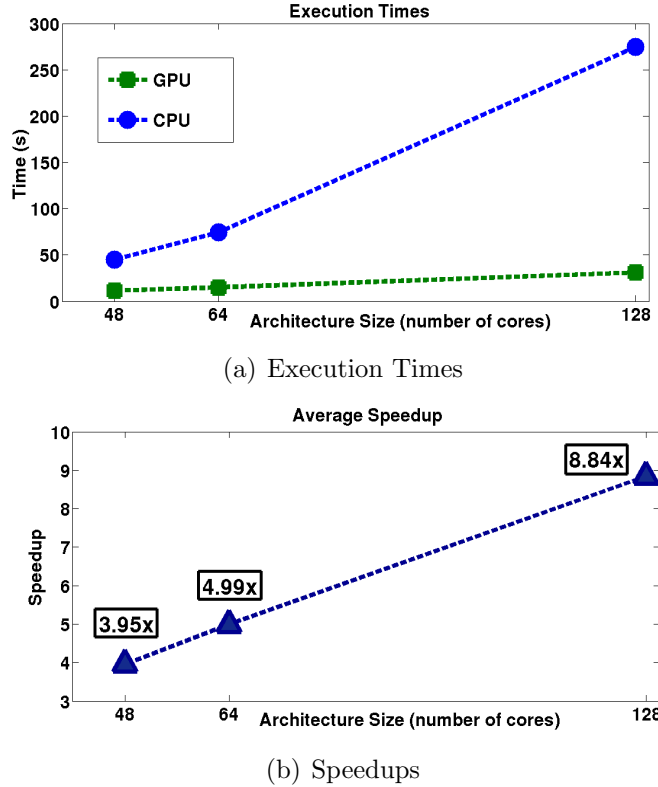 Execution Times
300
250
200
150
100
50
0
Time (s)
GPU
CPU
48
64
128
Architecture Size (number of cores)
(a) Execution Times
Average Speedup
10
9
8
7
6
5
4
3
Speedup
3.95x
4.99x
8.84x
48
64
128
Architecture Size (number of cores)
(b) Speedups